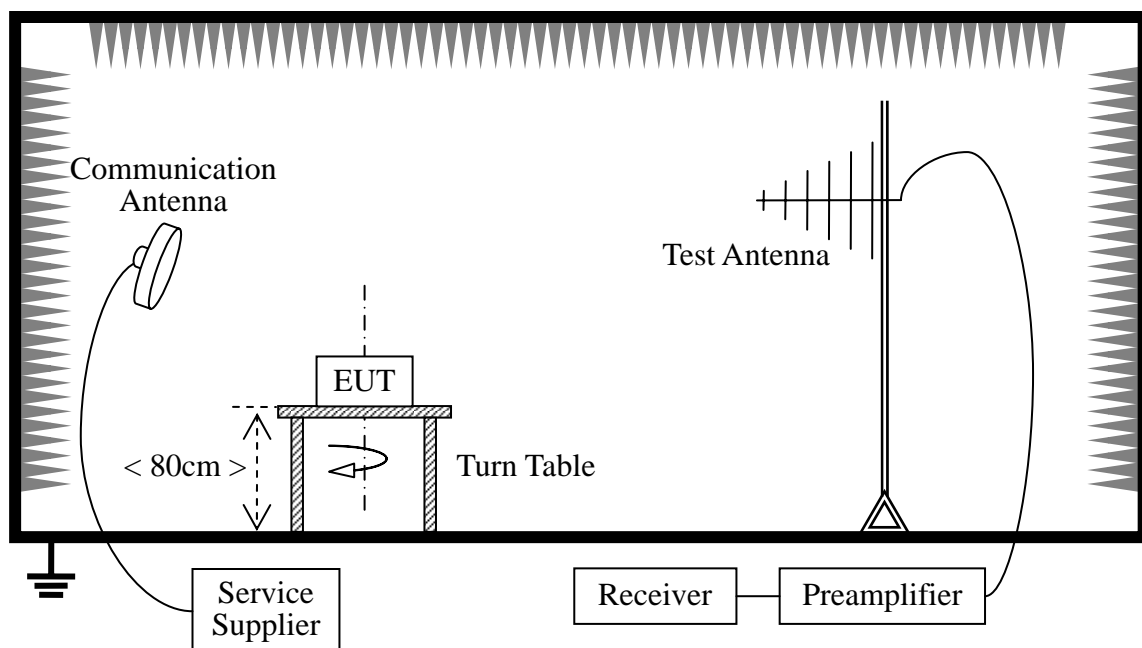 Communication
Antenna
Test Antenna
EUT
< 80cm >
Turn Table
Service
Supplier
Receiver
Preamplifier